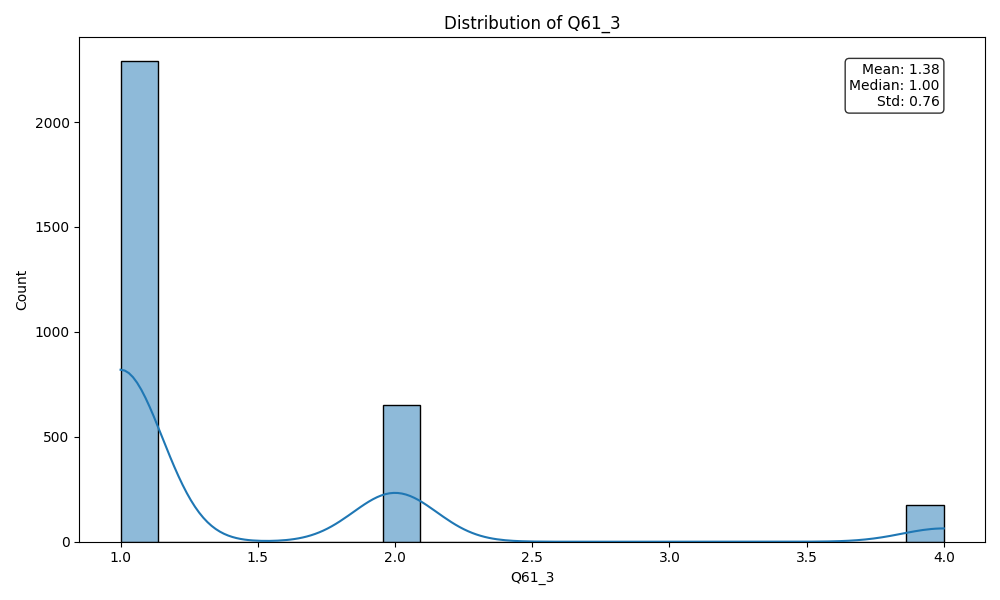 Distribution of Q61_3
Mean: 1.38
Median: 1.00
Std: 0.76
Count
2000
1500
1000
500
0
1.0 1.5 2.0 2.5 3.0 3.5 4.0
Q61_3